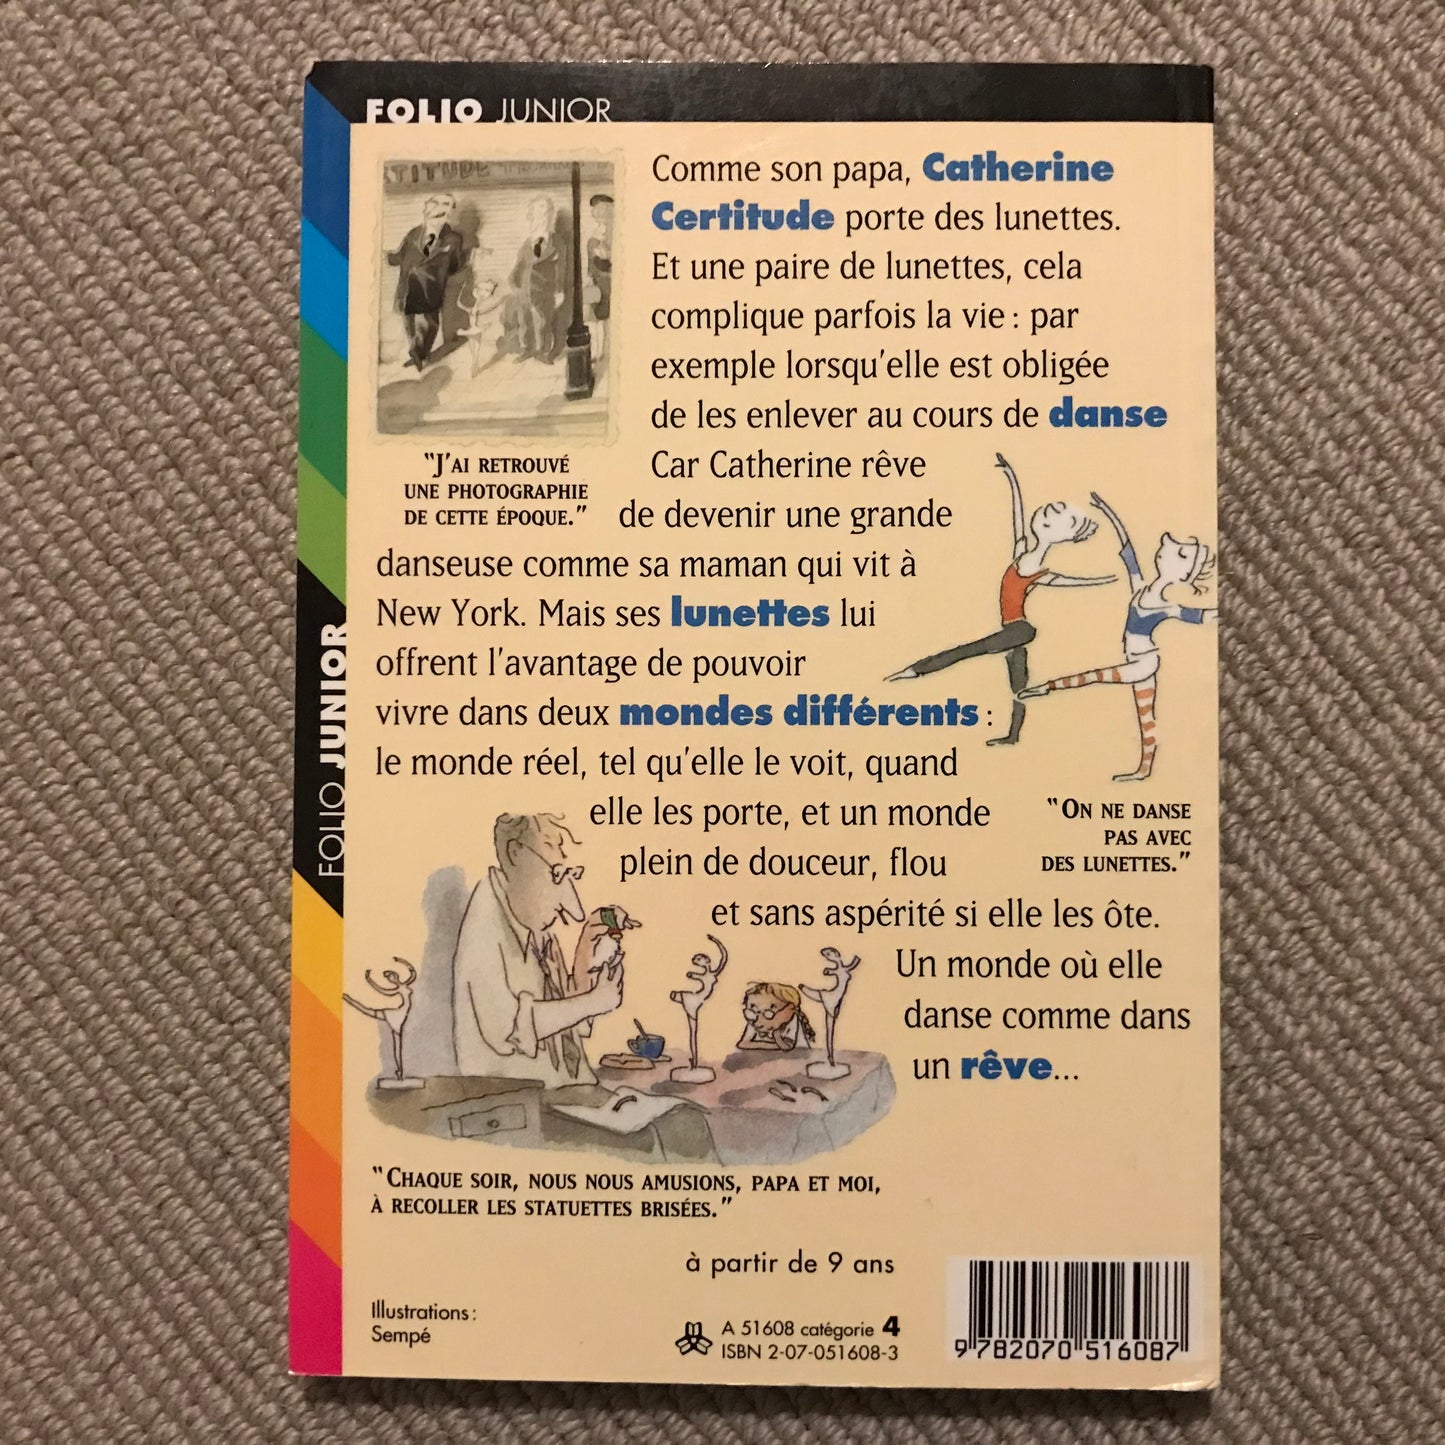 FOLIO JUNIOR
TITUDE
Comme son papa, Catherine
Certitude porte des lunettes.
Et une paire de lunettes, cela
complique parfois la vie : par
exemple lorsqu'elle est obligée
de les enlever au cours de danse
Car Catherine rêve
de devenir une grande
danseuse comme sa maman qui vit à
New York. Mais ses lunettes lui
offrent l'avantage de pouvoir
vivre dans deux mondes différents :
le monde réel, tel qu'elle le voit, quand
elle les porte, et un monde
plein de douceur, flou
et sans aspérité si elle les ôte.
Un monde où elle
danse comme dans
un rêve...
"J'AI RETROUVÉ
UNE PHOTOGRAPHIE
DE CETTE ÉPOQUE."
"ON NE DANSE
PAS AVEC
DES LUNETTES."
FOLIO JUNIOR
"CHAQUE SOIR, NOUS NOUS AMUSIONS, PAPA ET MOI,
À RECOLLER LES STATUETTES BRISÉES."
à partir de 9 ans
Illustrations :
Sempé
A 51608 catégorie 4
ISBN 2-07-051608-3
9 782070 516087